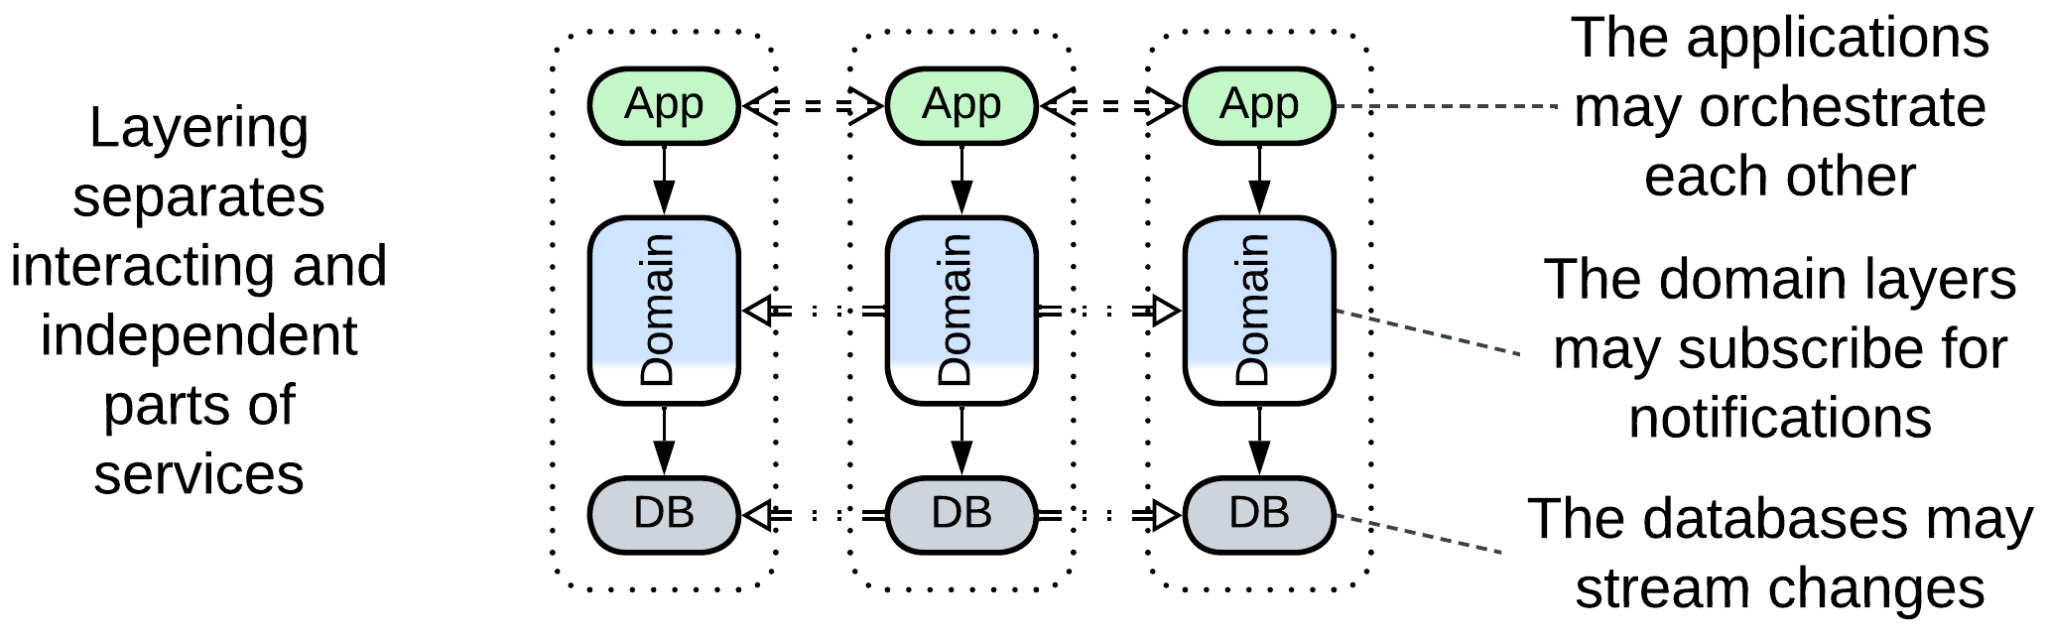 Layering
separates
interacting and
independent
parts of
services
App
App
App
Domain
Domain
Domain
DB
DB
DB
The applications
may orchestrate
each other
The domain layers
may subscribe for
notifications
The databases may
stream changes